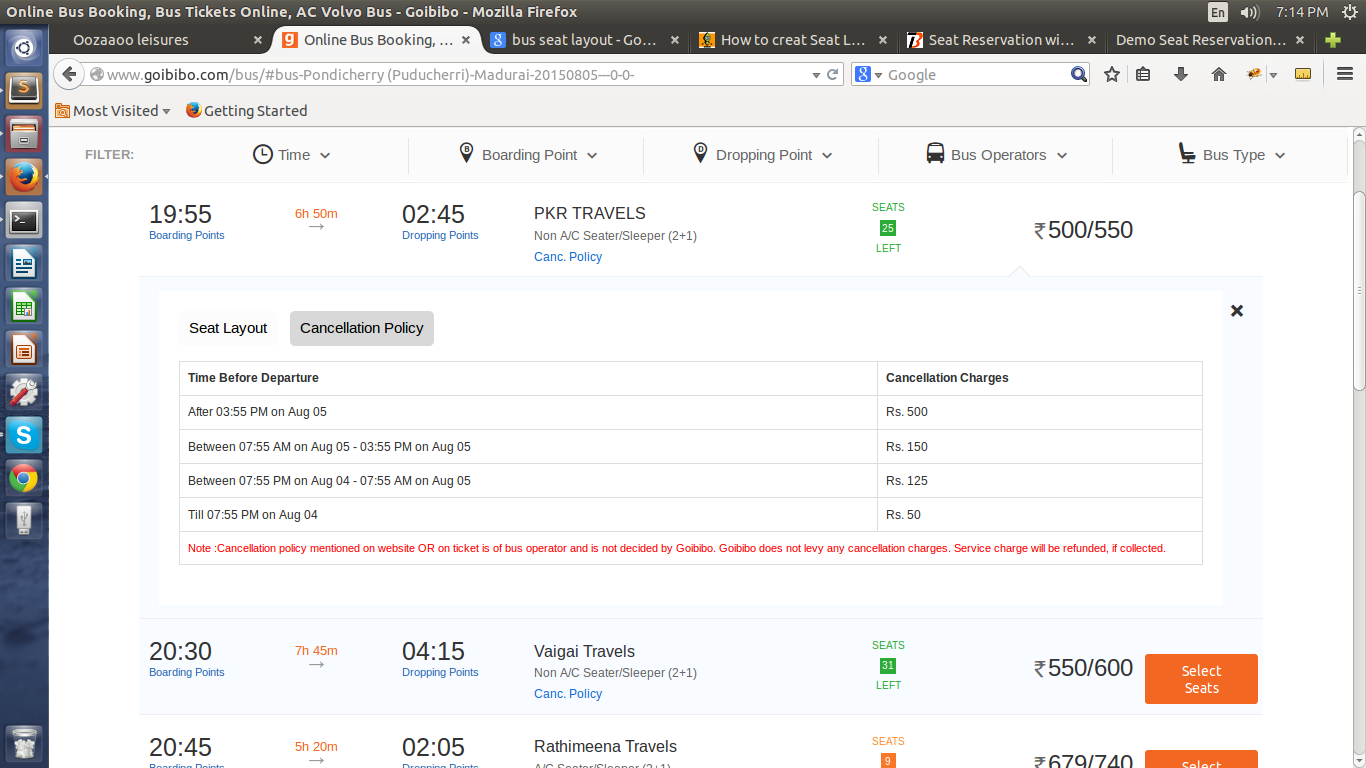 Online Bus Booking, Bus Tickets Online, AC Volvo Bus - Goibibo - Mozilla Firefox
En 7:14 PM
Oozaaoo leisures
Online Bus Booking, ...
bus seat layout - Go...
How to creat Seat L...
Seat Reservation wi...
Demo Seat Reservation...
www.goibibo.com/bus/#bus-Pondicherry (Puducherri)-Madurai-20150805---0-0-
Google
Most Visited
Getting Started
FILTER:
Time
Boarding Point
Dropping Point
Bus Operators
Bus Type
19:55 6h 50m 02:45 PKR TRAVELS SEATS
Boarding Points → Dropping Points Non A/C Seater/Sleeper (2+1) 25 ₹500/550
Canc. Policy LEFT
Seat Layout
Cancellation Policy
Time Before Departure Cancellation Charges
After 03:55 PM on Aug 05 Rs. 500
Between 07:55 AM on Aug 05 - 03:55 PM on Aug 05 Rs. 150
Between 07:55 PM on Aug 04 - 07:55 AM on Aug 05 Rs. 125
Till 07:55 PM on Aug 04 Rs. 50
Note :Cancellation policy mentioned on website OR on ticket is of bus operator and is not decided by Goibibo. Goibibo does not levy any cancellation charges. Service charge will be refunded, if collected.
20:30 7h 45m 04:15 Vaigai Travels SEATS
Boarding Points → Dropping Points Non A/C Seater/Sleeper (2+1) 31 ₹550/600 Select
Canc. Policy LEFT Seats
20:45 5h 20m 02:05 Rathimeena Travels SEATS
Boarding Points → Dropping Points A/C Seater/Sleeper (2+1) 9 ₹679/740 Select